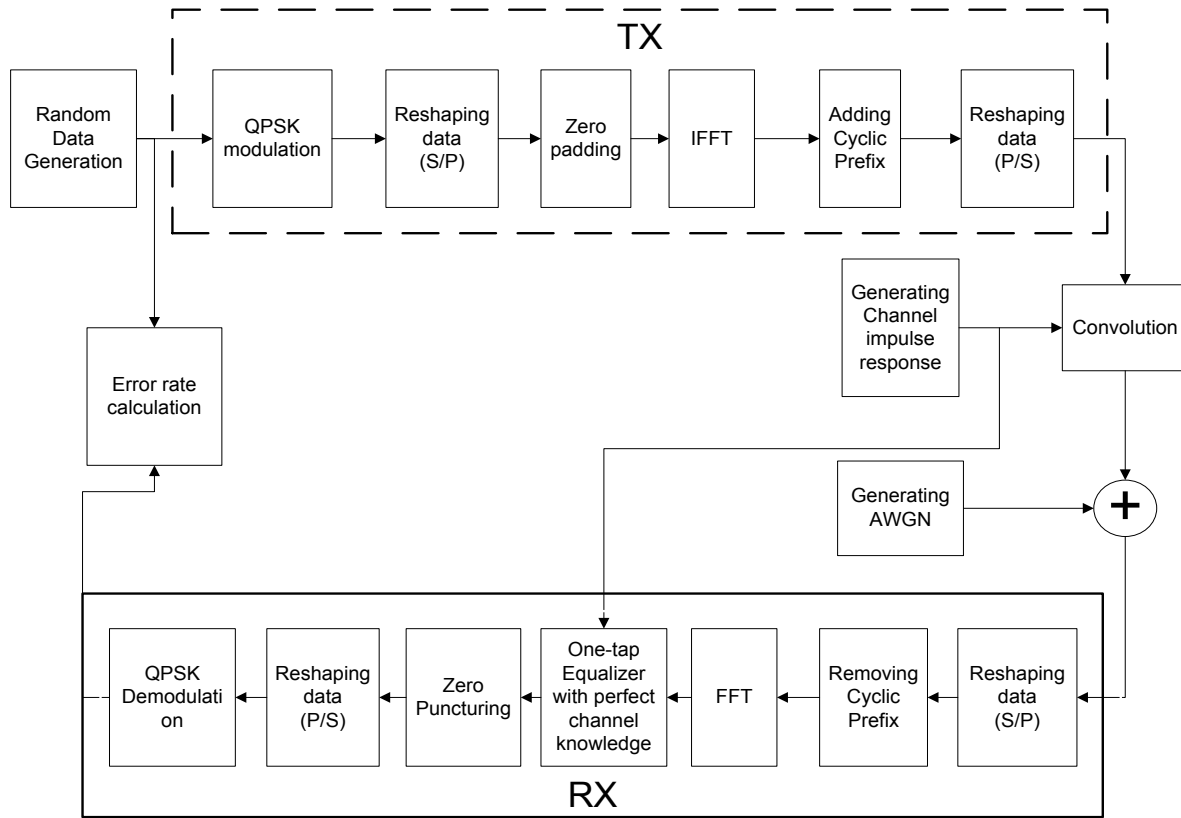 TX
Random
Data
Generation
QPSK
modulation
Reshaping
data
(S/P)
Zero
padding
IFFT
Adding
Cyclic
Prefix
Reshaping
data
(P/S)
Generating
Channel
impulse
response
Convolution
Error rate
calculation
Generating
AWGN
+
QPSK
Demodulati
on
Reshaping
data
(P/S)
Zero
Puncturing
One-tap
Equalizer
with perfect
channel
knowledge
FFT
Removing
Cyclic
Prefix
Reshaping
data
(S/P)
RX